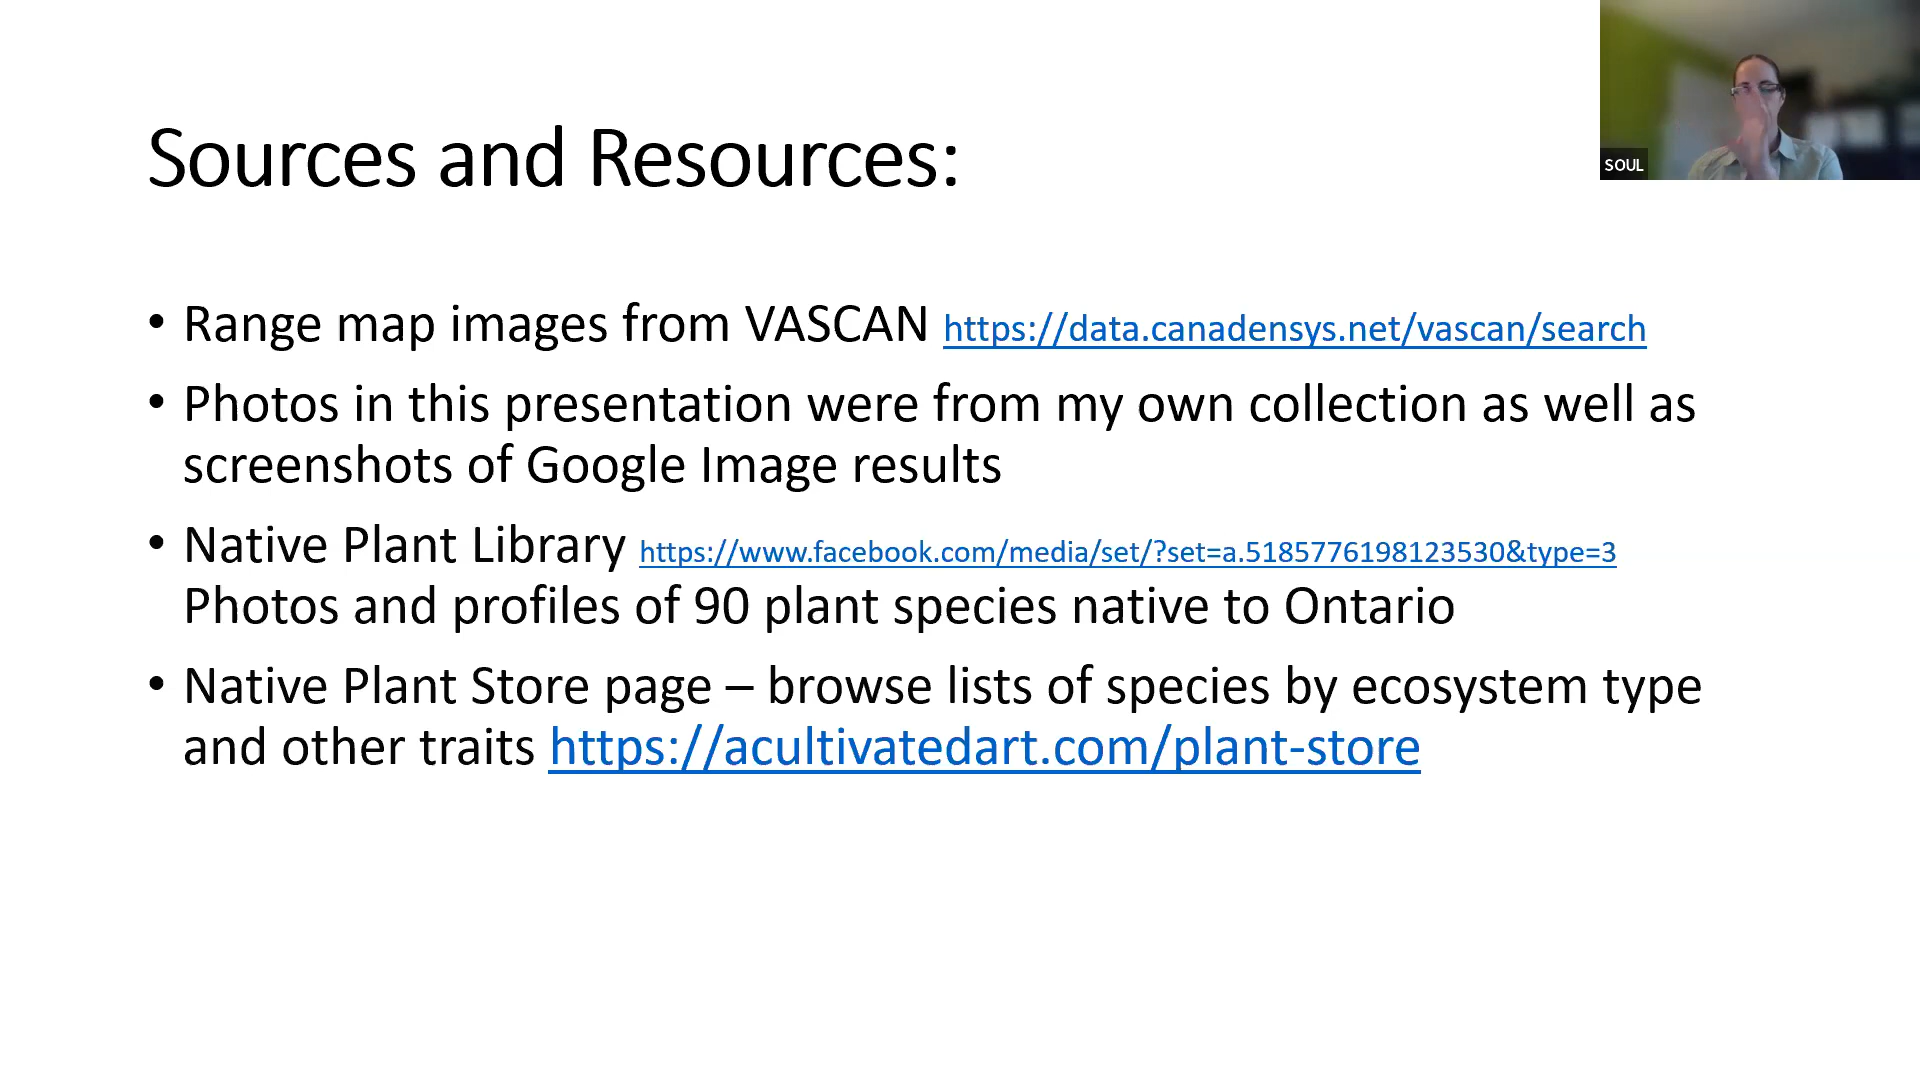 SOUL
Sources and Resources:
• Range map images from VASCAN https://data.canadensys.net/vascan/search
• Photos in this presentation were from my own collection as well as
screenshots of Google Image results
• Native Plant Library https://www.facebook.com/media/set/?set=a.5185776198123530&type=3
Photos and profiles of 90 plant species native to Ontario
• Native Plant Store page – browse lists of species by ecosystem type
and other traits https://acultivatedart.com/plant-store